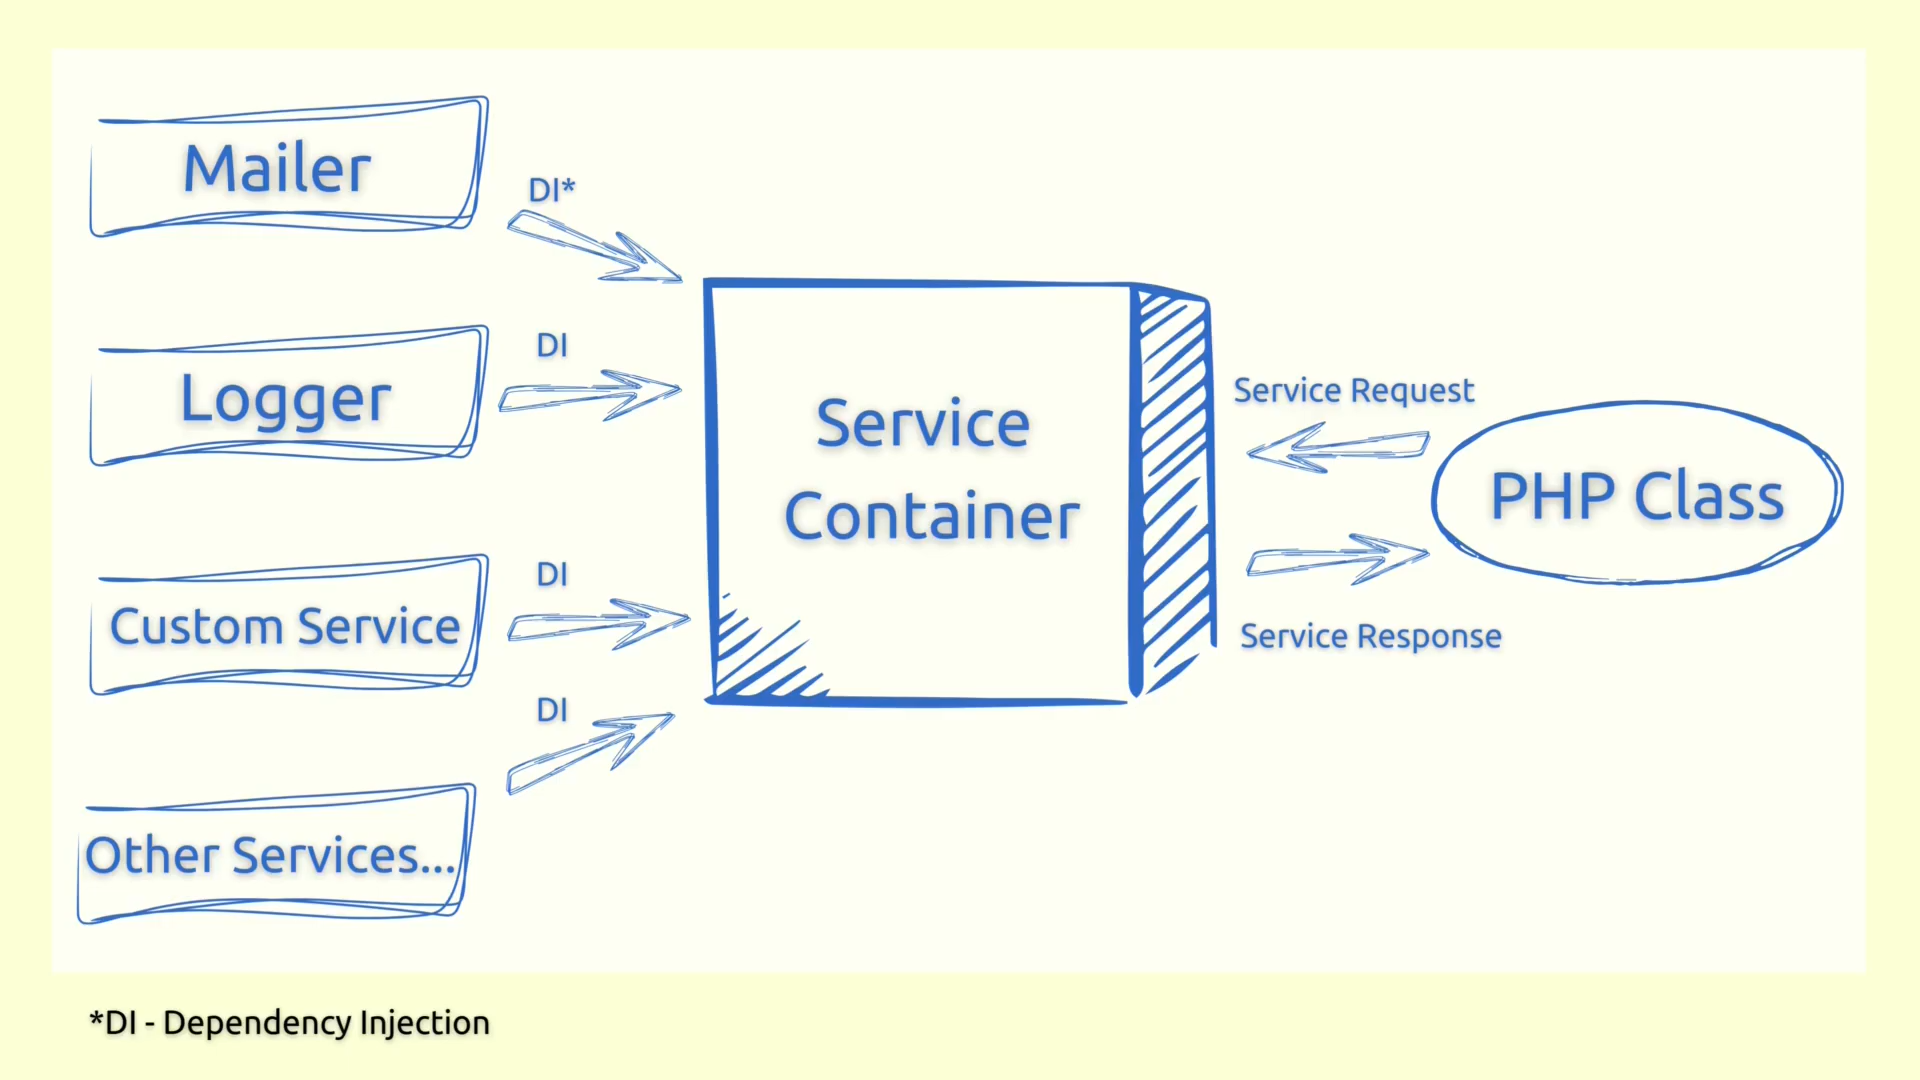 Mailer
DI*
Logger
DI
Custom Service
DI
Other Services...
DI
Service
Container
Service Request
PHP Class
Service Response
*DI - Dependency Injection